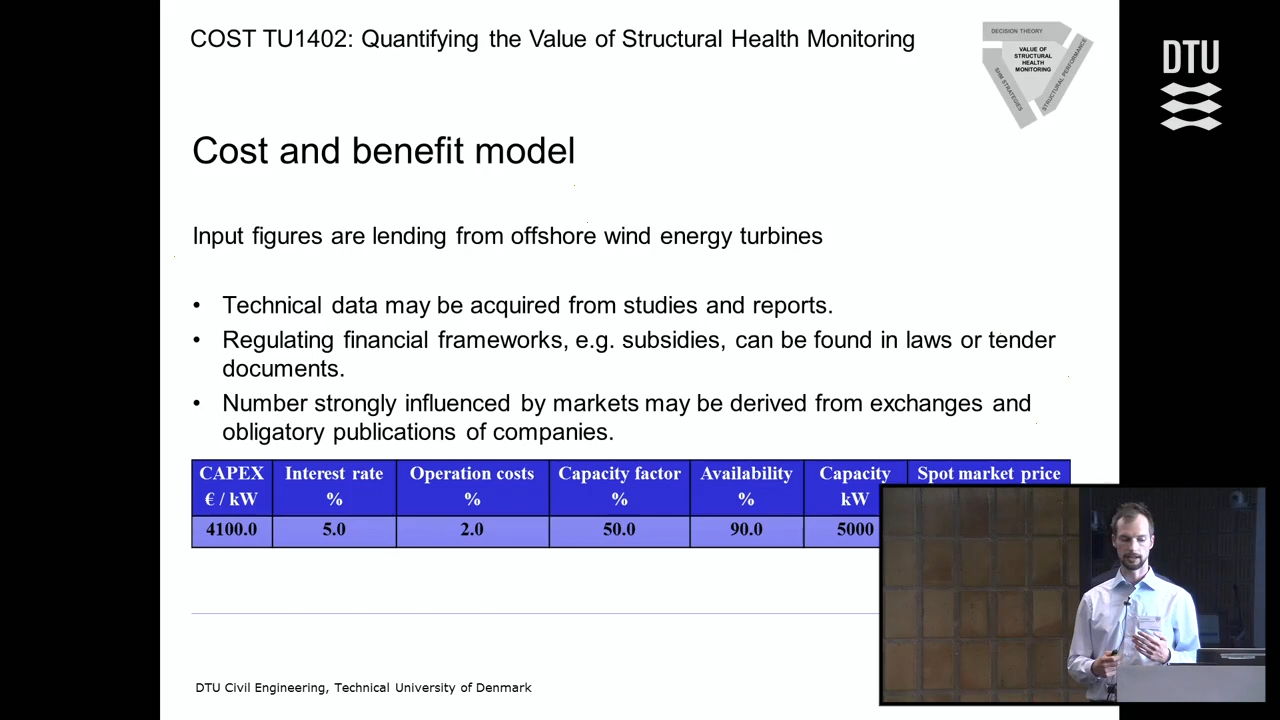 COST TU1402: Quantifying the Value of Structural Health Monitoring
DECISION THEORY
VALUE OF
STRUCTURAL
HEALTH
MONITORING
SHM STRATEGIES
STRUCTURAL PERFORMANCE
DTU
Cost and benefit model
Input figures are lending from offshore wind energy turbines
• Technical data may be acquired from studies and reports.
• Regulating financial frameworks, e.g. subsidies, can be found in laws or tender
documents.
• Number strongly influenced by markets may be derived from exchanges and
obligatory publications of companies.
CAPEX Interest rate Operation costs Capacity factor Availability Capacity Spot market price
€ / kW % % % % kW
4100.0 5.0 2.0 50.0 90.0 5000
DTU Civil Engineering, Technical University of Denmark